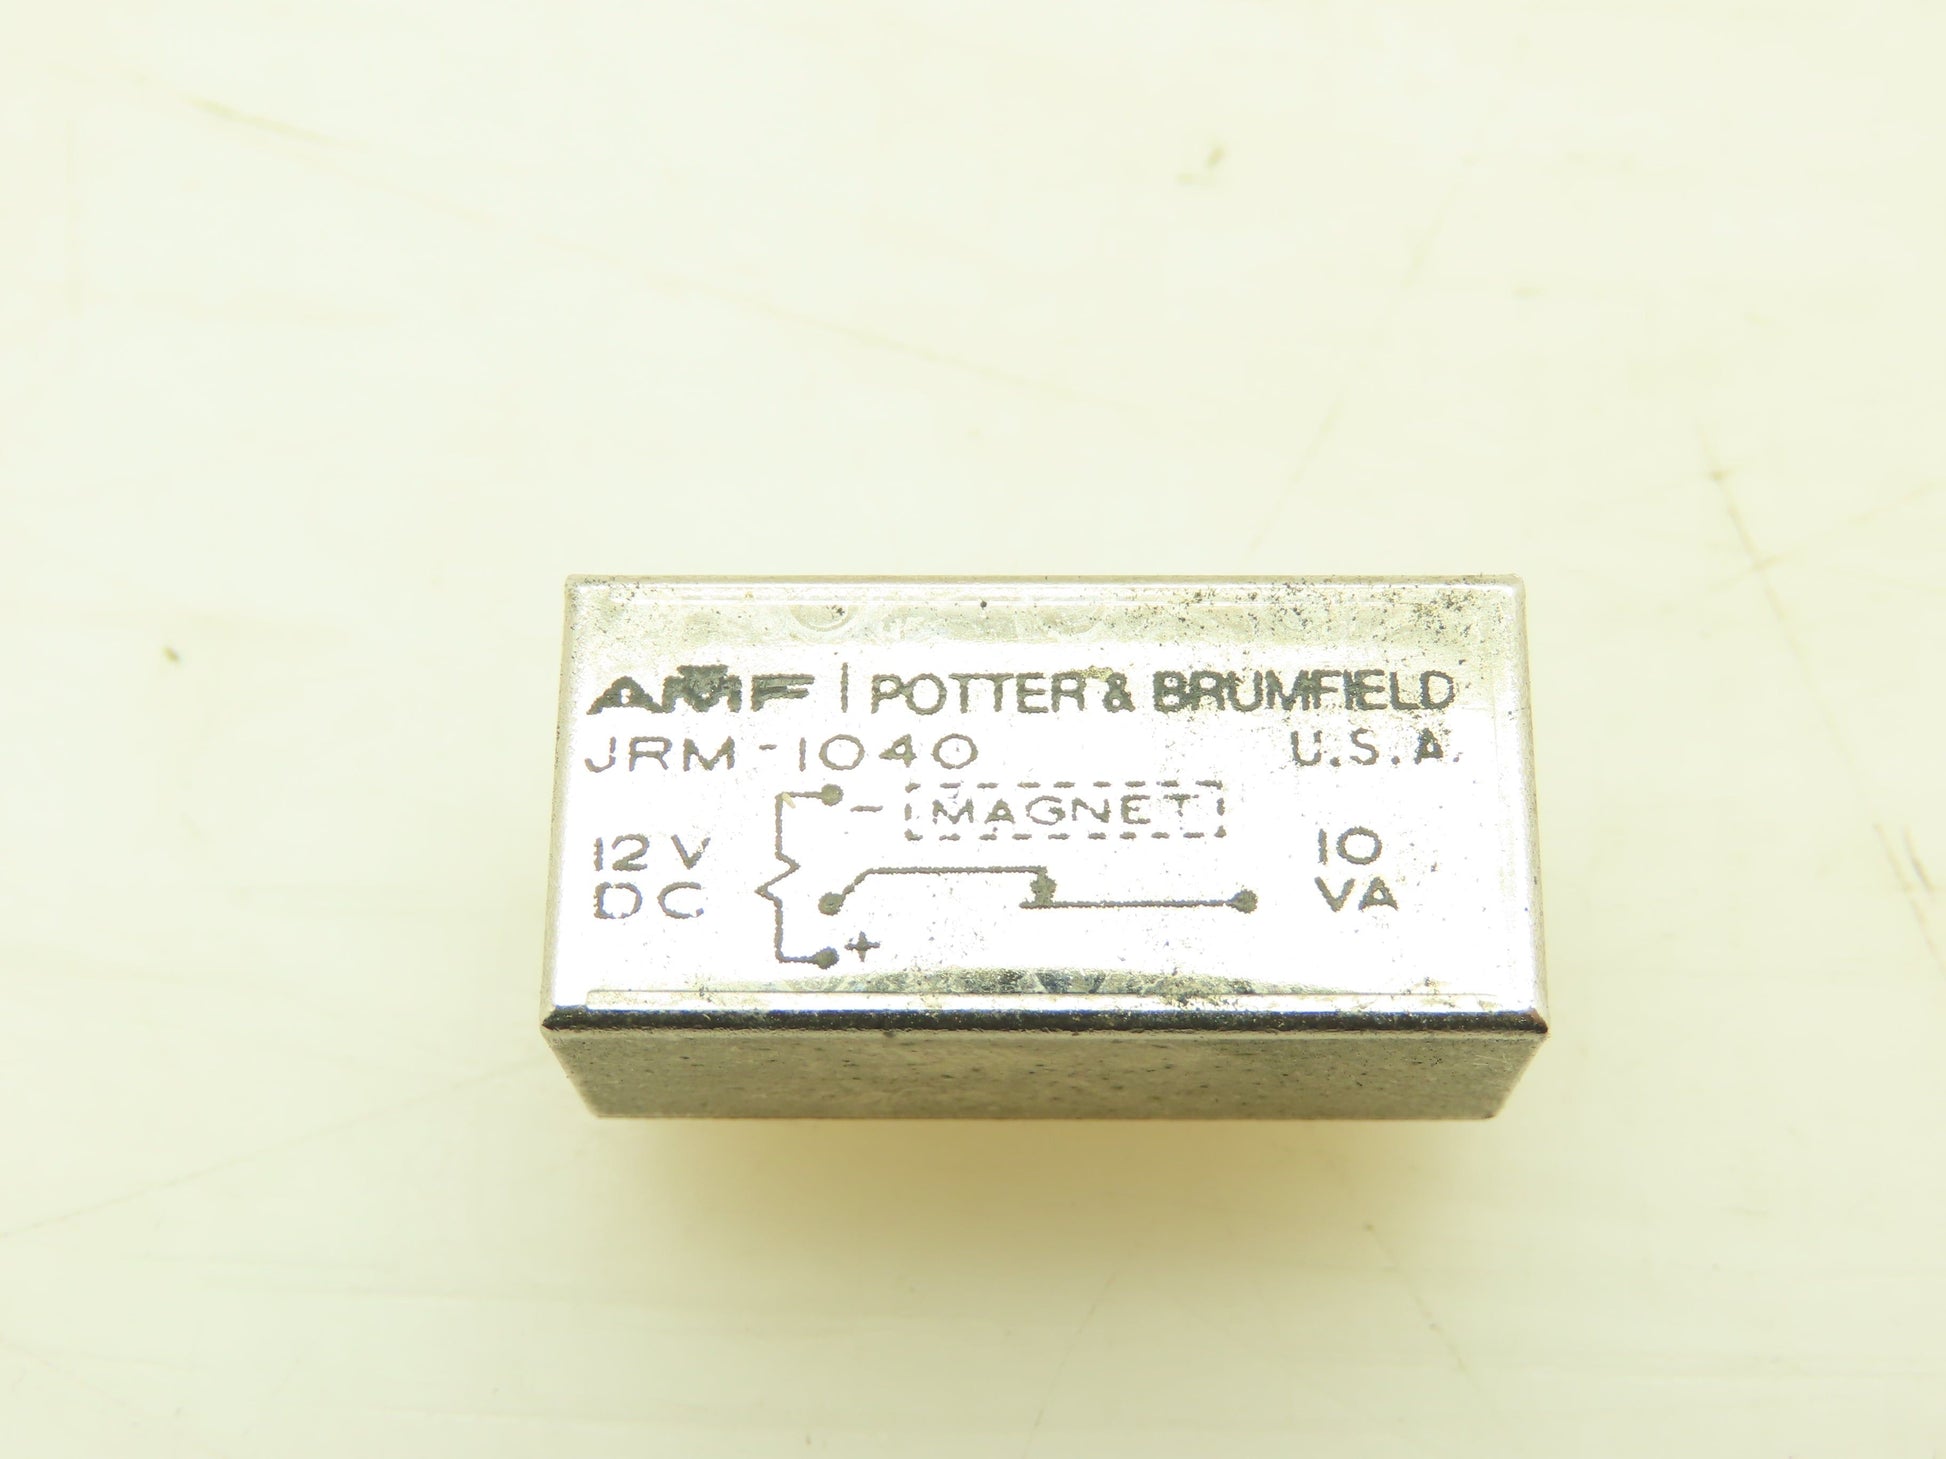 AMF | POTTER & BRUMFIELD
JRM-1040 U.S.A.
- MAGNET
12 V
DC
10
VA
+